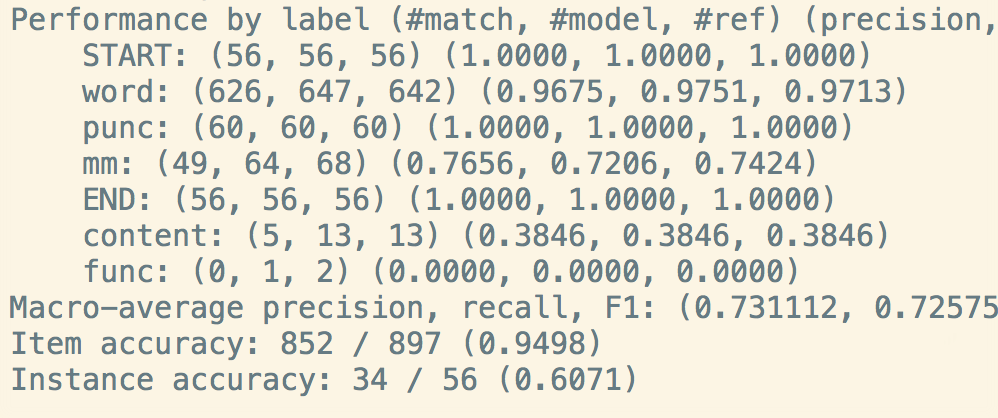 Performance by label (#match, #model, #ref) (precision,
START: (56, 56, 56) (1.0000, 1.0000, 1.0000)
word: (626, 647, 642) (0.9675, 0.9751, 0.9713)
punc: (60, 60, 60) (1.0000, 1.0000, 1.0000)
mm: (49, 64, 68) (0.7656, 0.7206, 0.7424)
END: (56, 56, 56) (1.0000, 1.0000, 1.0000)
content: (5, 13, 13) (0.3846, 0.3846, 0.3846)
func: (0, 1, 2) (0.0000, 0.0000, 0.0000)
Macro-average precision, recall, F1: (0.731112, 0.72575
Item accuracy: 852 / 897 (0.9498)
Instance accuracy: 34 / 56 (0.6071)